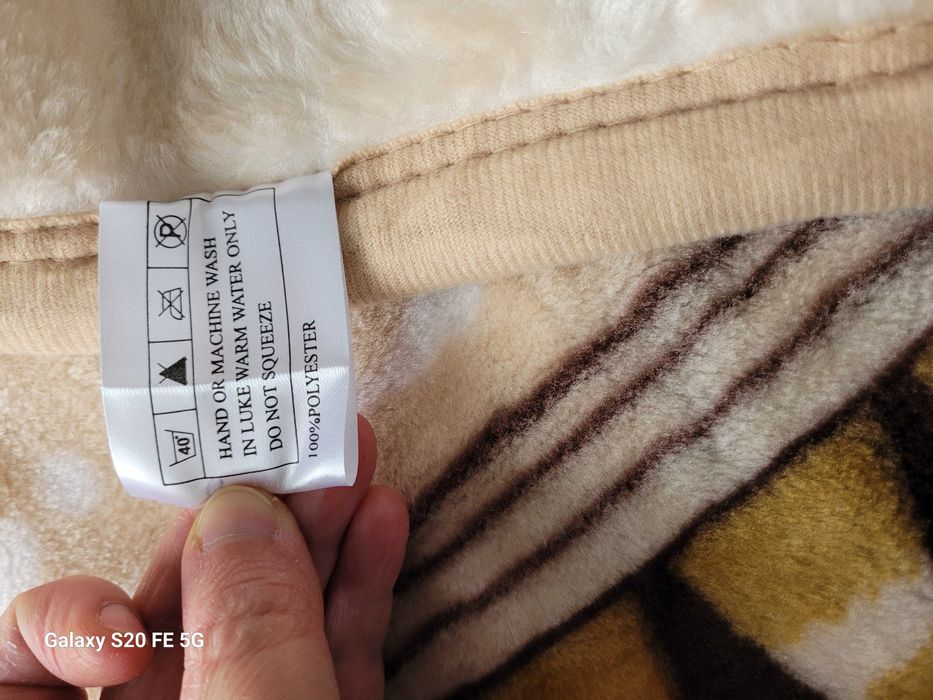 40°
P
HAND OR MACHINE WASH
IN LUKE WARM WATER ONLY
DO NOT SQUEEZE
100%POLYESTER
Galaxy S20 FE 5G